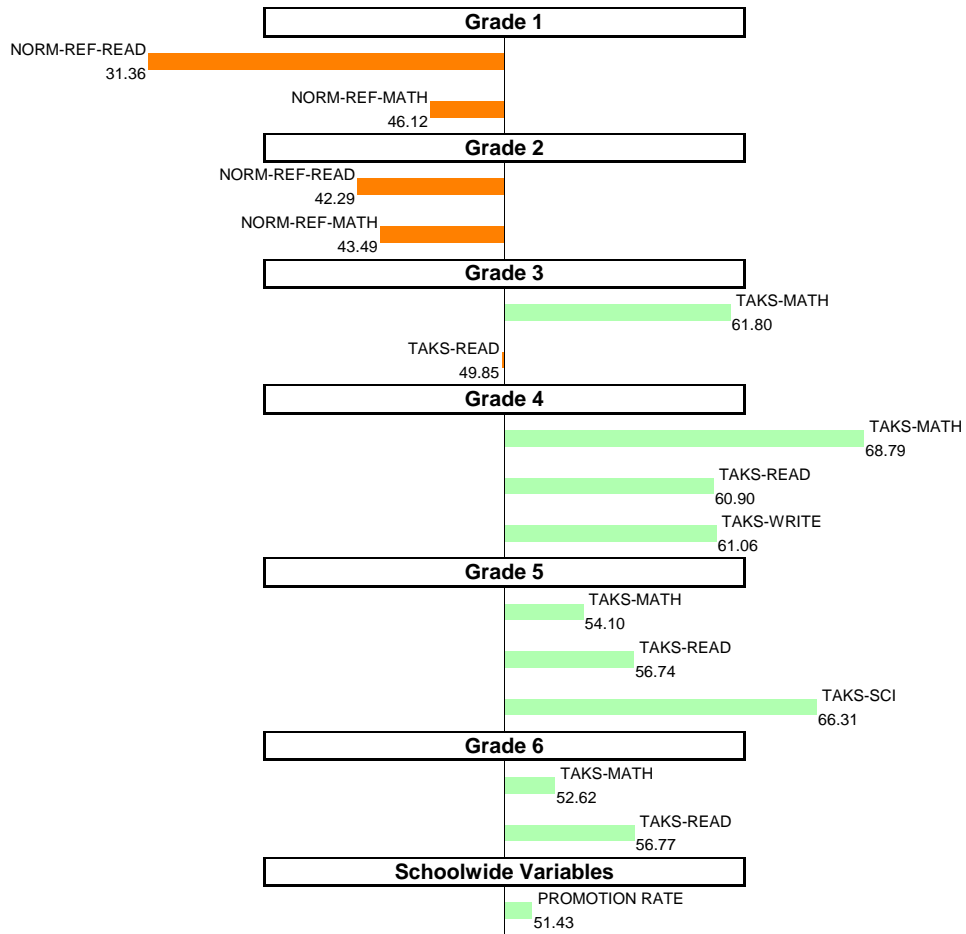 Grade 1
NORM-REF-READ
31.36
NORM-REF-MATH
46.12
Grade 2
NORM-REF-READ
42.29
NORM-REF-MATH
43.49
Grade 3
TAKS-MATH
61.80
TAKS-READ
49.85
Grade 4
TAKS-MATH
68.79
TAKS-READ
60.90
TAKS-WRITE
61.06
Grade 5
TAKS-MATH
54.10
TAKS-READ
56.74
TAKS-SCI
66.31
Grade 6
TAKS-MATH
52.62
TAKS-READ
56.77
Schoolwide Variables
PROMOTION RATE
51.43